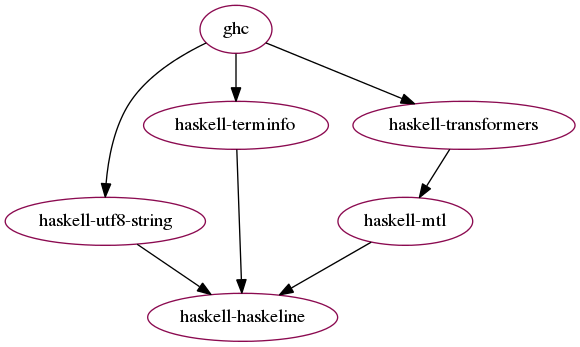 ghc
haskell-terminfo
haskell-transformers
haskell-utf8-string
haskell-mtl
haskell-haskeline